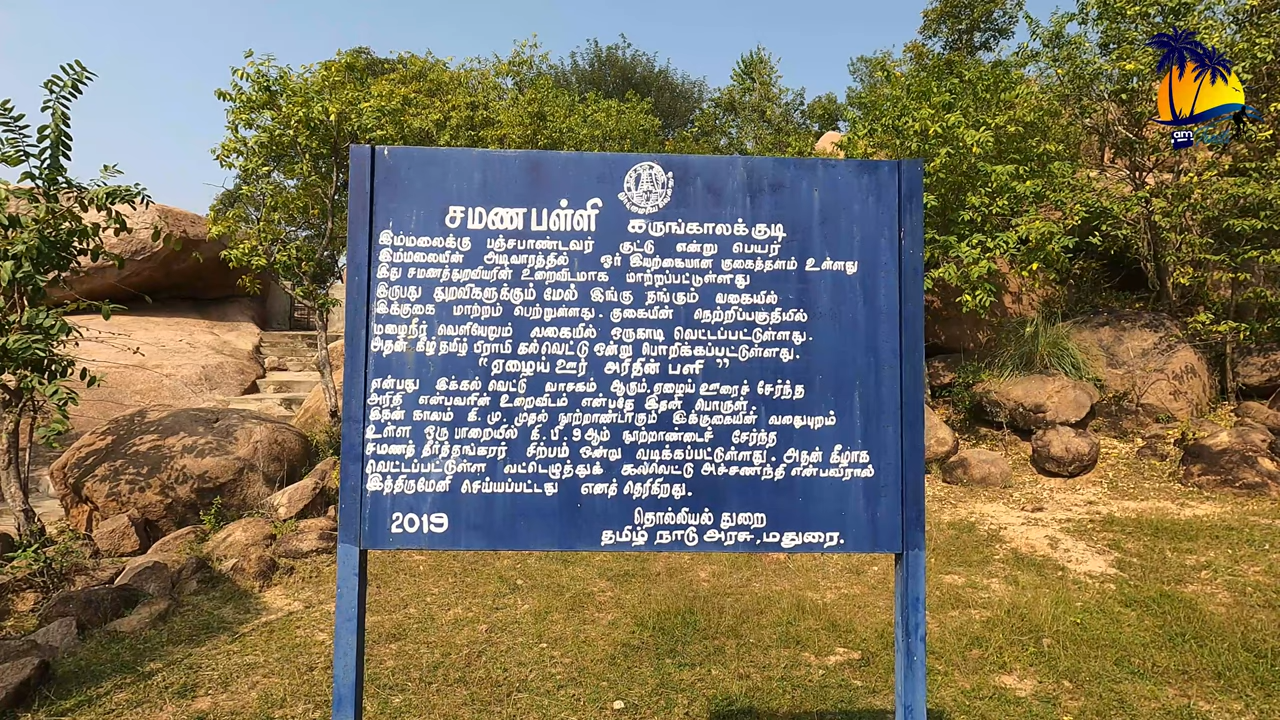 சமணபள்ளி கருங்காலக்குடி
இம்மலைக்கு பஞ்சபாண்டவர் குட்டு என்று பெயர்
இம்மலையின் அடிவாரத்தில் ஓர் இயற்கையான குகைத்தளம் உள்ளது
இது சமணத்துறவியரின் உறைவிடமாக மாற்றப்பட்டுள்ளது
இருபது துறவிகளுக்கும் மேல் இங்கு தங்கும் வகையில்
இக்குகை மாற்றம் பெற்றுள்ளது. குகையின் நெற்றிப்பகுதியில்
மழைநீர் வெளியேறும் வகையில் ஒருகாடி வெட்டப்பட்டுள்ளது.
அதன் கீழ் தமிழ் பிராமி கல்வெட்டு ஒன்று பொறிக்கப்பட்டுள்ளது.
"ஏழைய் ஊர் அரிதின் பளி"
என்பது இக்கல் வெட்டு வாசகம் ஆகும். ஏழைய் ஊரைச் சேர்ந்த
அரிதி என்பவரின் உறைவிடம் என்பதே இதன் பொருள்
இதன் காலம் கி. மு. முதல் நூற்றாண்டாகும் இக்குகையின் வலதுபுறம்
உள்ள ஒரு பாறையில் கி. பி. 9 ஆம் நூற்றாண்டைச் சேர்ந்த
சமணத் தீர்த்தங்கரர் சிற்பம் ஒன்று வடிக்கப்பட்டுள்ளது. அதன் கீழாக
வெட்டப்பட்டுள்ள வட்டெழுத்துக் கல்வெட்டு அச்சணந்தி என்பவரால்
இத்திருமேனி செய்யப்பட்டது எனத் தெரிகிறது.
2019 தொல்லியல் துறை
தமிழ் நாடு அரசு, மதுரை.
am